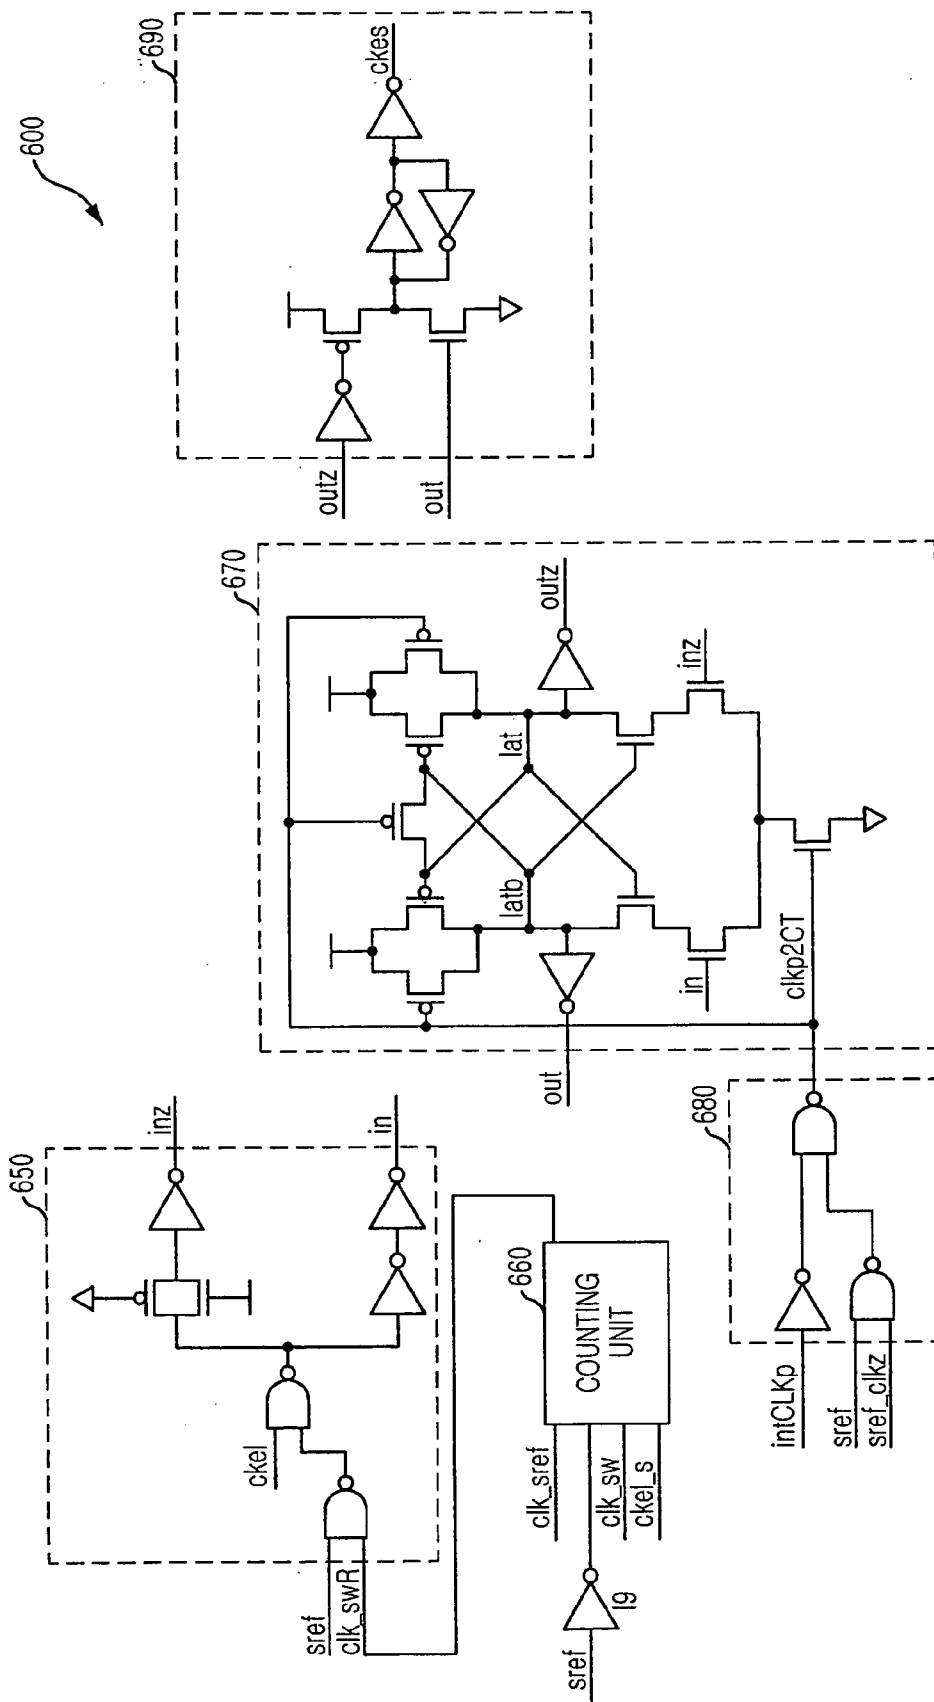 600
650
ckel
sref
clk_swR
inz
in
660
COUNTING
UNIT
clk_sref
clk_sw
ckel_s
sref
I9
670
lat
latb
out
outz
in
inz
clkp2CT
680
intCLKp
sref
sref_clkz
690
outz
out
ckes